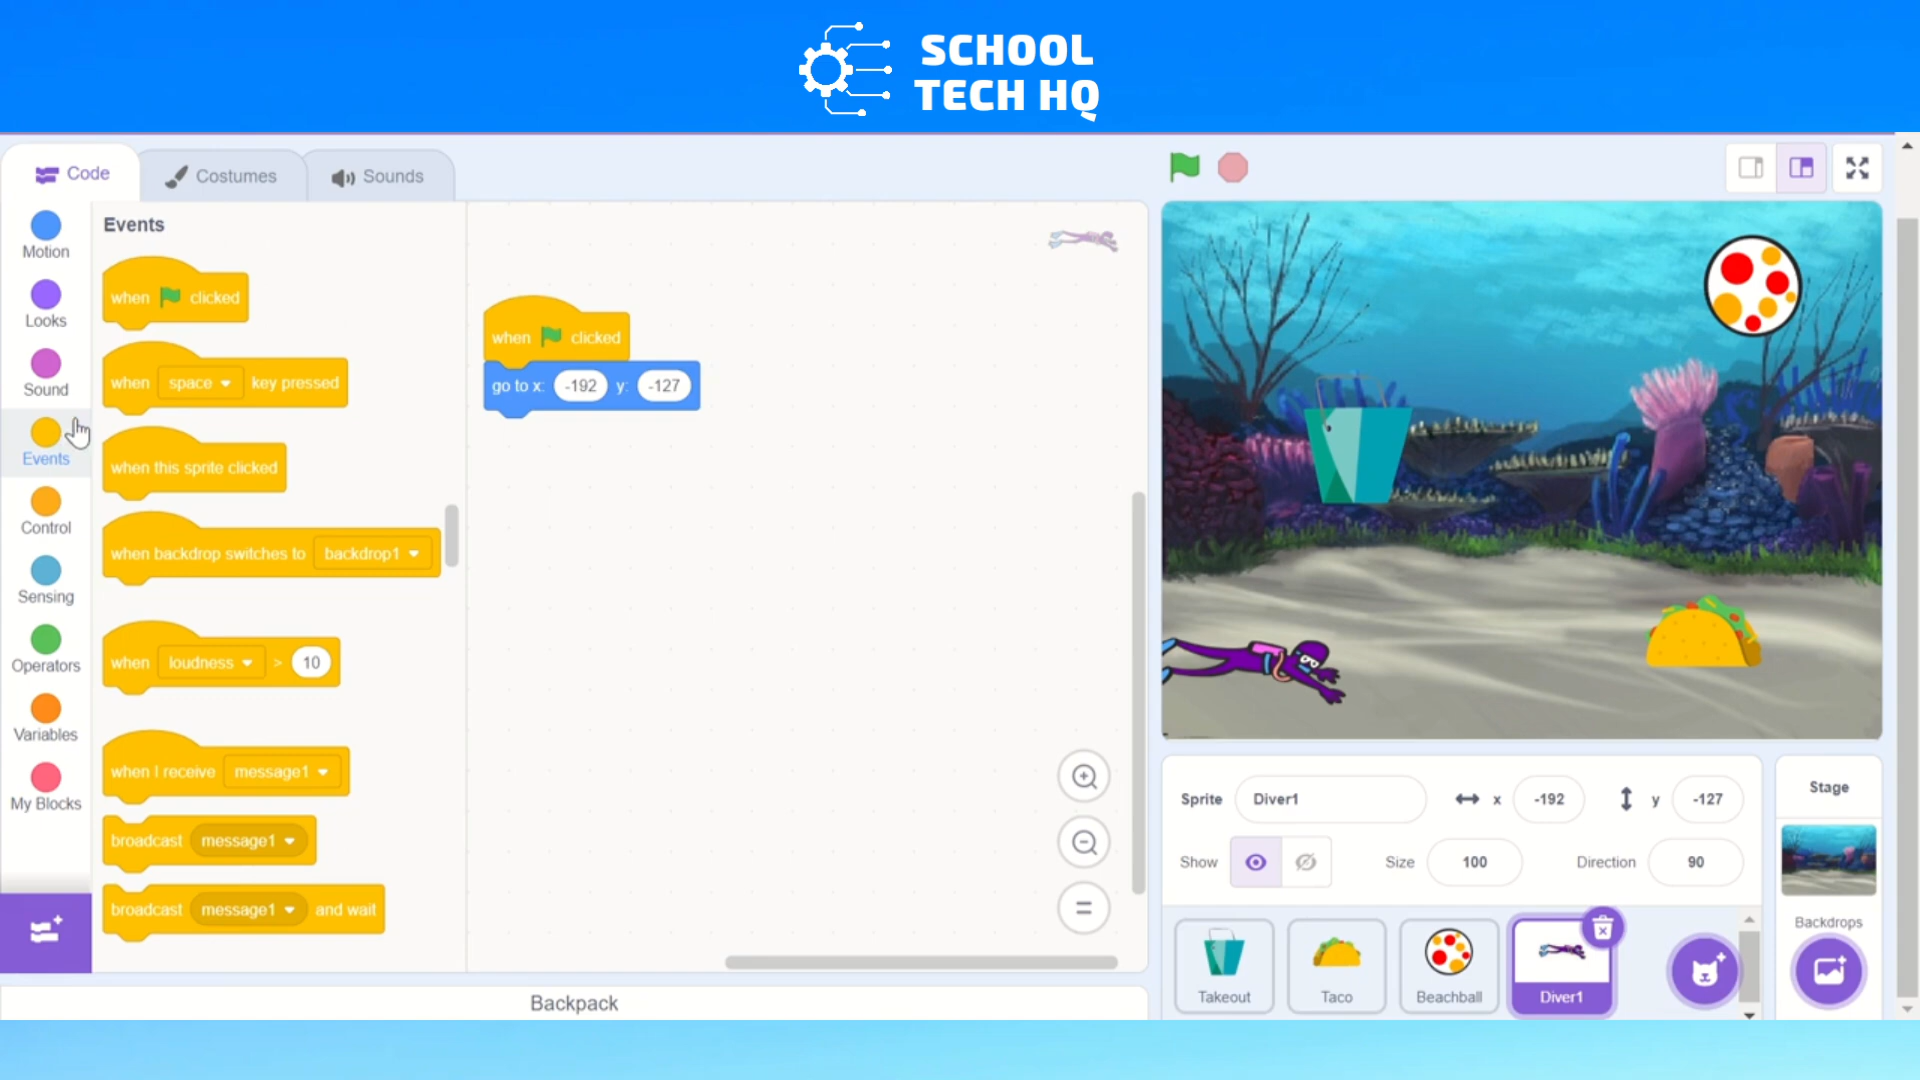 SCHOOL
TECH HQ
Code
Costumes
Sounds
Motion
Looks
Sound
Events
Control
Sensing
Operators
Variables
My Blocks
Events
when clicked
when space key pressed
when this sprite clicked
when backdrop switches to backdrop1
when loudness > 10
when I receive message1
broadcast message1
broadcast message1 and wait
when clicked
go to x: -192 y: -127
Backpack
Sprite Diver1 x -192 y -127
Show Size 100 Direction 90
Takeout
Taco
Beachball
Diver1
Stage
Backdrops